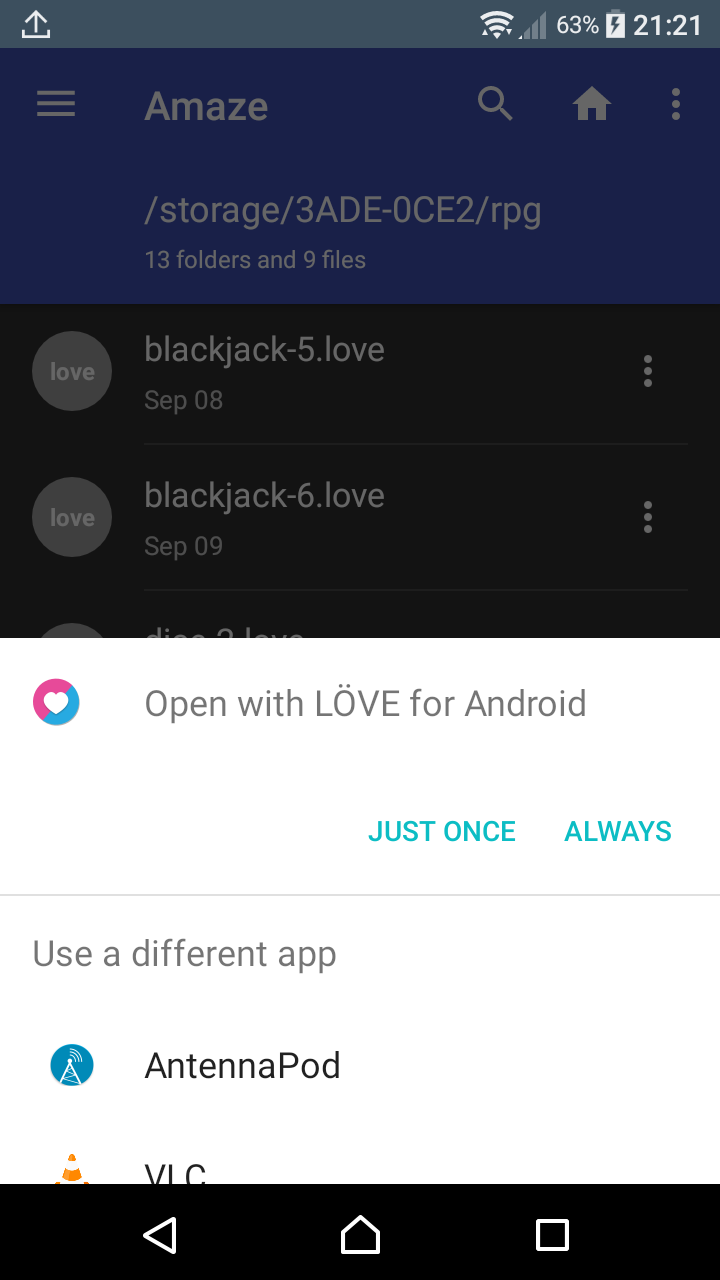 63% 21:21
Amaze
/storage/3ADE-0CE2/rpg
13 folders and 9 files
love blackjack-5.love
Sep 08
love blackjack-6.love
Sep 09
Open with LÖVE for Android
JUST ONCE ALWAYS
Use a different app
AntennaPod
VLC